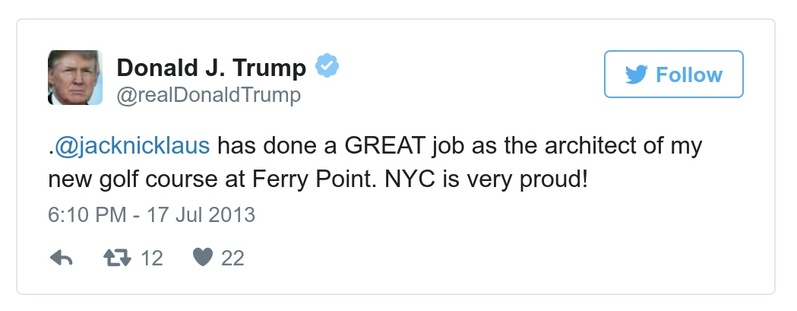 Donald J. Trump
@realDonaldTrump
Follow
.@jacknicklaus has done a GREAT job as the architect of my
new golf course at Ferry Point. NYC is very proud!
6:10 PM - 17 Jul 2013
12 22